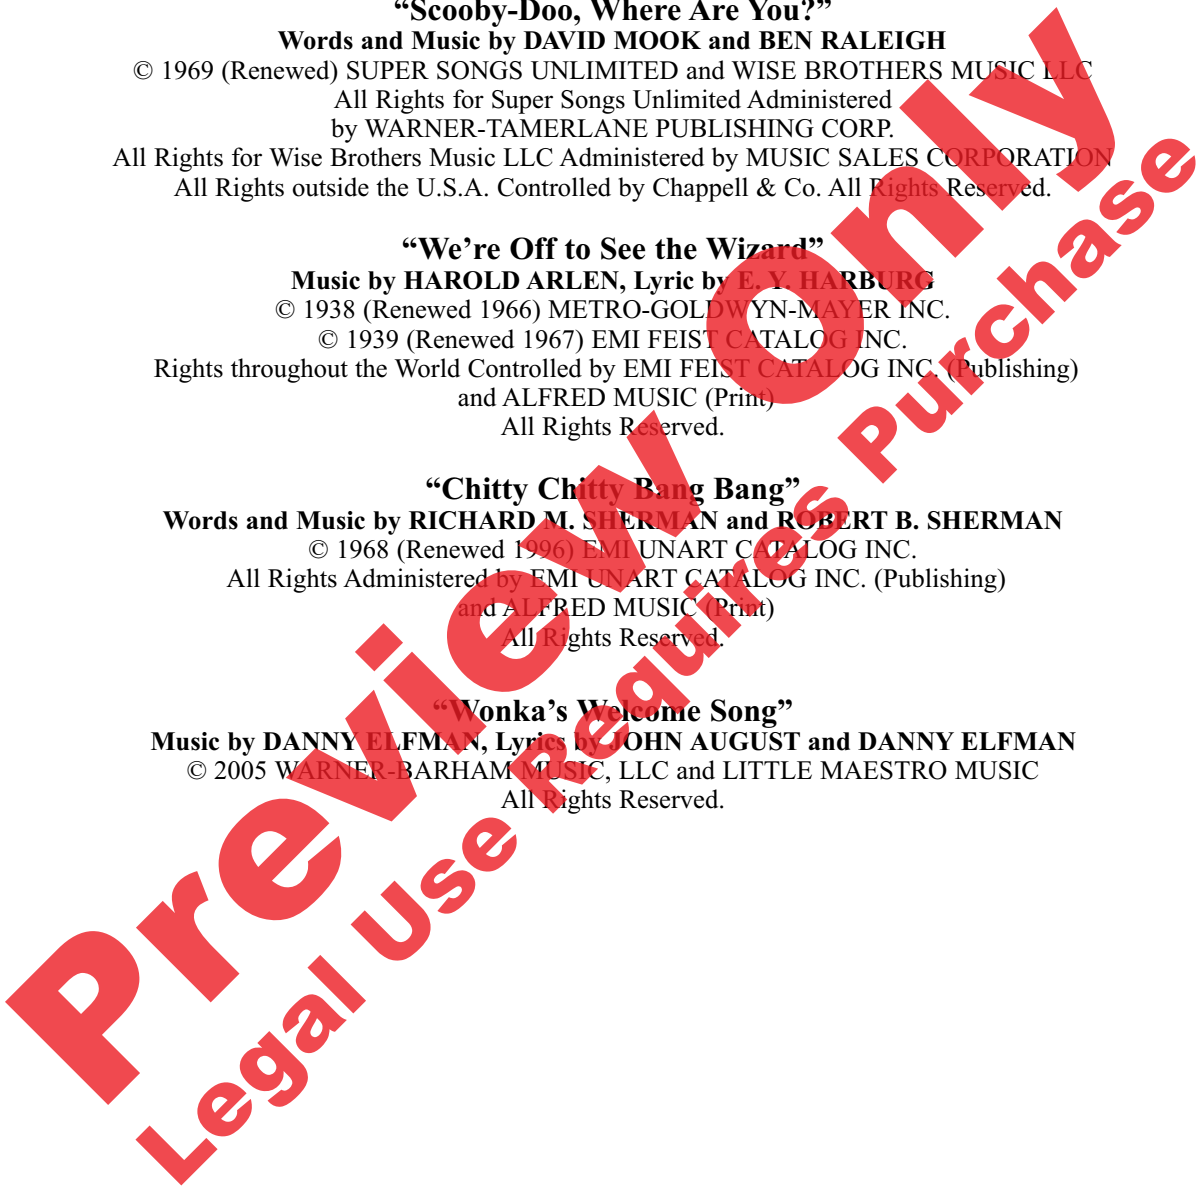 “Scooby-Doo, Where Are You?”
Words and Music by DAVID MOOK and BEN RALEIGH
© 1969 (Renewed) SUPER SONGS UNLIMITED and WISE BROTHERS MUSIC LLC
All Rights for Super Songs Unlimited Administered
by WARNER-TAMERLANE PUBLISHING CORP.
All Rights for Wise Brothers Music LLC Administered by MUSIC SALES CORPORATION
All Rights outside the U.S.A. Controlled by Chappell & Co. All Rights Reserved.
“We’re Off to See the Wizard”
Music by HAROLD ARLEN, Lyric by E. Y. HARBURG
© 1938 (Renewed 1966) METRO-GOLDWYN-MAYER INC.
© 1939 (Renewed 1967) EMI FEIST CATALOG INC.
Rights throughout the World Controlled by EMI FEIST CATALOG INC. (Publishing)
and ALFRED MUSIC (Print)
All Rights Reserved.
“Chitty Chitty Bang Bang”
Words and Music by RICHARD M. SHERMAN and ROBERT B. SHERMAN
© 1968 (Renewed 1996) EMI UNART CATALOG INC.
All Rights Administered by EMI UNART CATALOG INC. (Publishing)
and ALFRED MUSIC (Print)
All Rights Reserved.
“Wonka’s Welcome Song”
Music by DANNY ELFMAN, Lyrics by JOHN AUGUST and DANNY ELFMAN
© 2005 WARNER-BARHAM MUSIC, LLC and LITTLE MAESTRO MUSIC
All Rights Reserved.
Preview only
Legal Use Requires Purchase